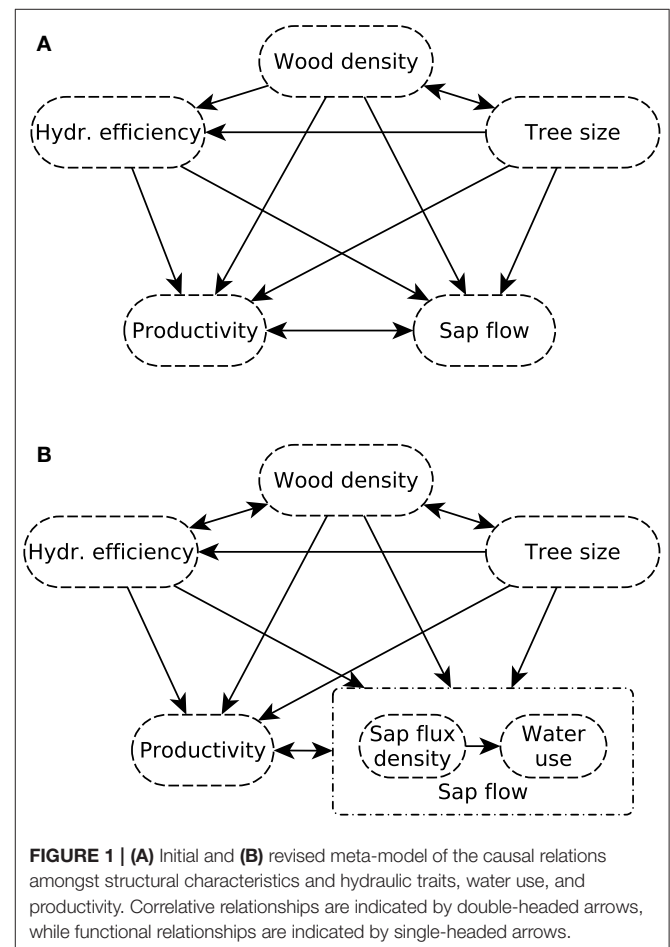 A
Wood density
Hydr. efficiency
Tree size
Productivity
Sap flow
B
Wood density
Hydr. efficiency
Tree size
Productivity
Sap flux
density
Water
use
Sap flow
FIGURE 1 | (A) Initial and (B) revised meta-model of the causal relations
amongst structural characteristics and hydraulic traits, water use, and
productivity. Correlative relationships are indicated by double-headed arrows,
while functional relationships are indicated by single-headed arrows.